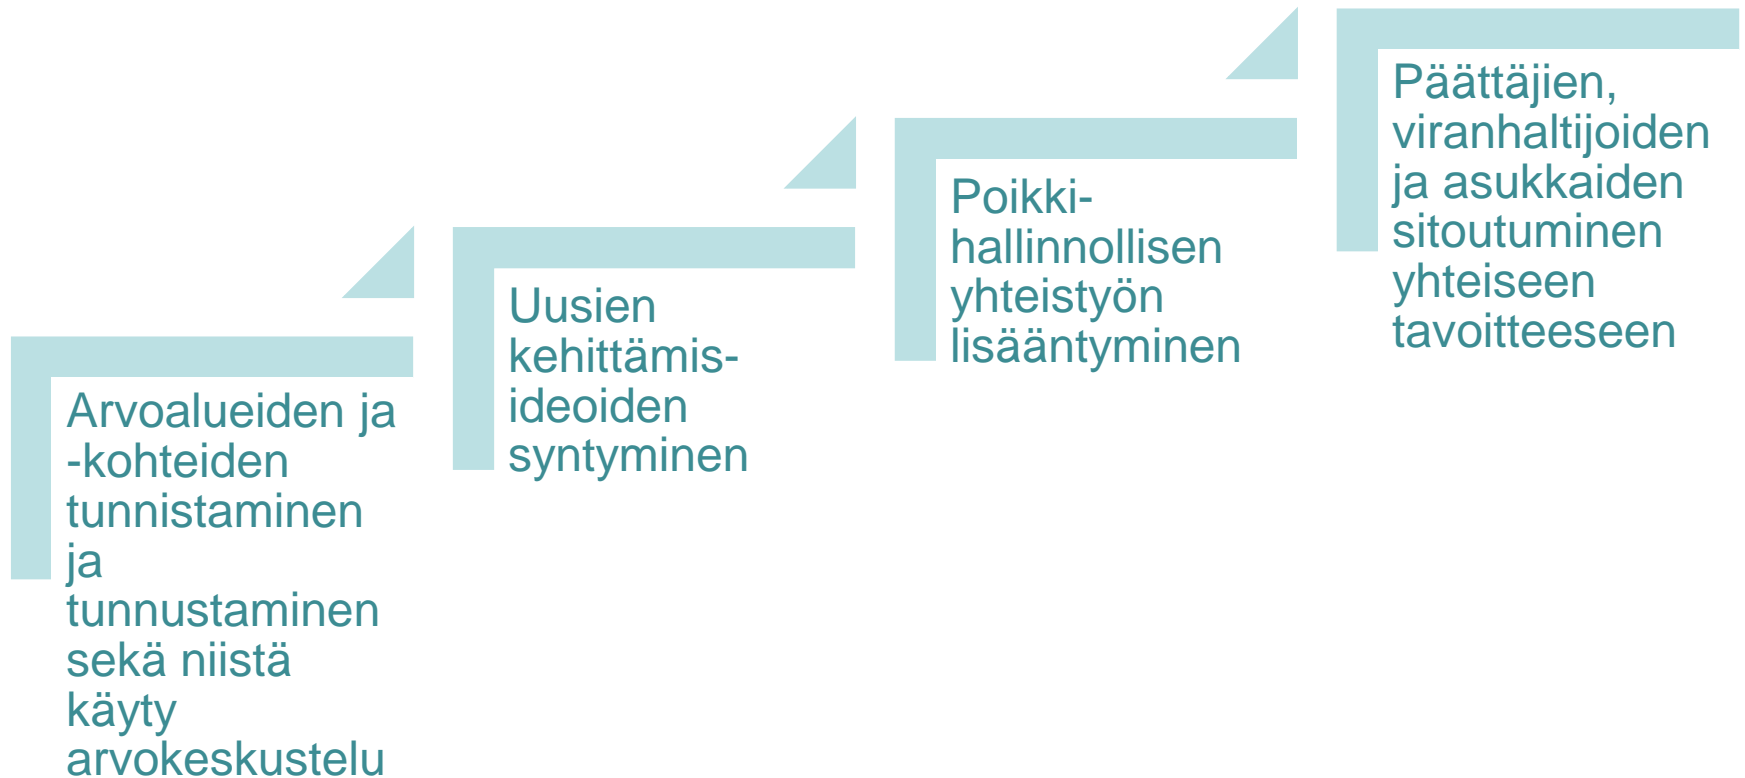 Arvoalueiden ja
-kohteiden
tunnistaminen
ja
tunnustaminen
sekä niistä
käyty
arvokeskustelu
Uusien
kehittämis-
ideoiden
syntyminen
Poikki-
hallinnollisen
yhteistyön
lisääntyminen
Päättäjien,
viranhaltijoiden
ja asukkaiden
sitoutuminen
yhteiseen
tavoitteeseen